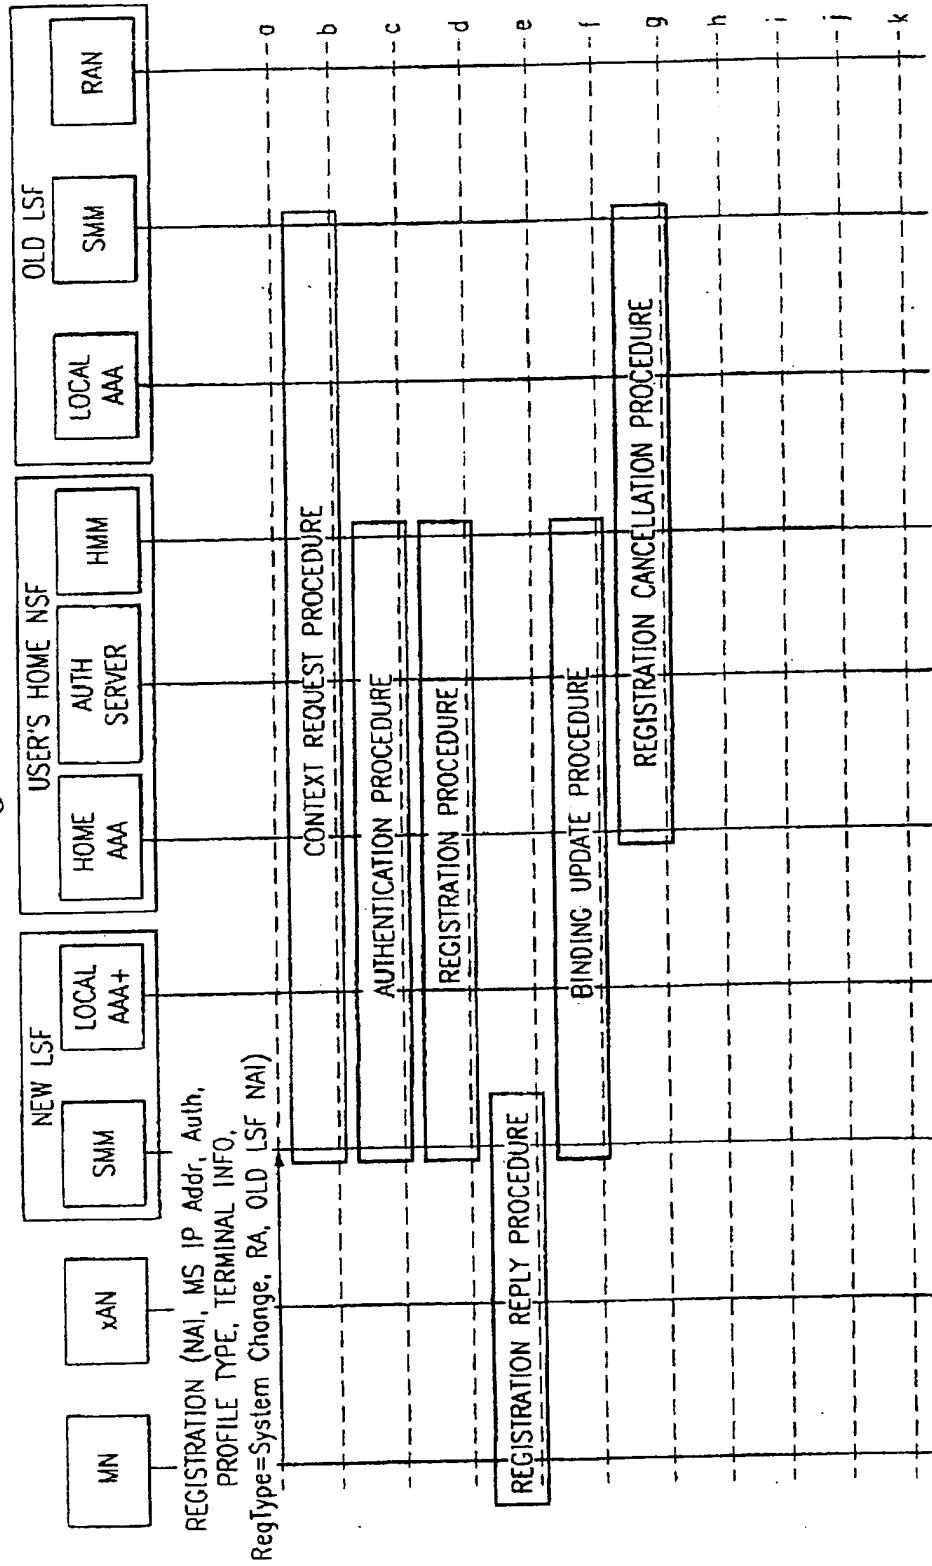 NEW LSF
USER'S HOME NSF
OLD LSF
MN
xAN
SMM
LOCAL
AAA+
HOME
AAA
AUTH
SERVER
HMM
LOCAL
AAA
SMM
RAN
REGISTRATION (NAI, MS IP Addr, Auth,
PROFILE TYPE, TERMINAL INFO,
RegType=System Change, RA, OLD LSF NAI)
a
CONTEXT REQUEST PROCEDURE
b
AUTHENTICATION PROCEDURE
c
REGISTRATION PROCEDURE
d
REGISTRATION REPLY PROCEDURE
e
BINDING UPDATE PROCEDURE
f
REGISTRATION CANCELLATION PROCEDURE
g
h
i
j
k